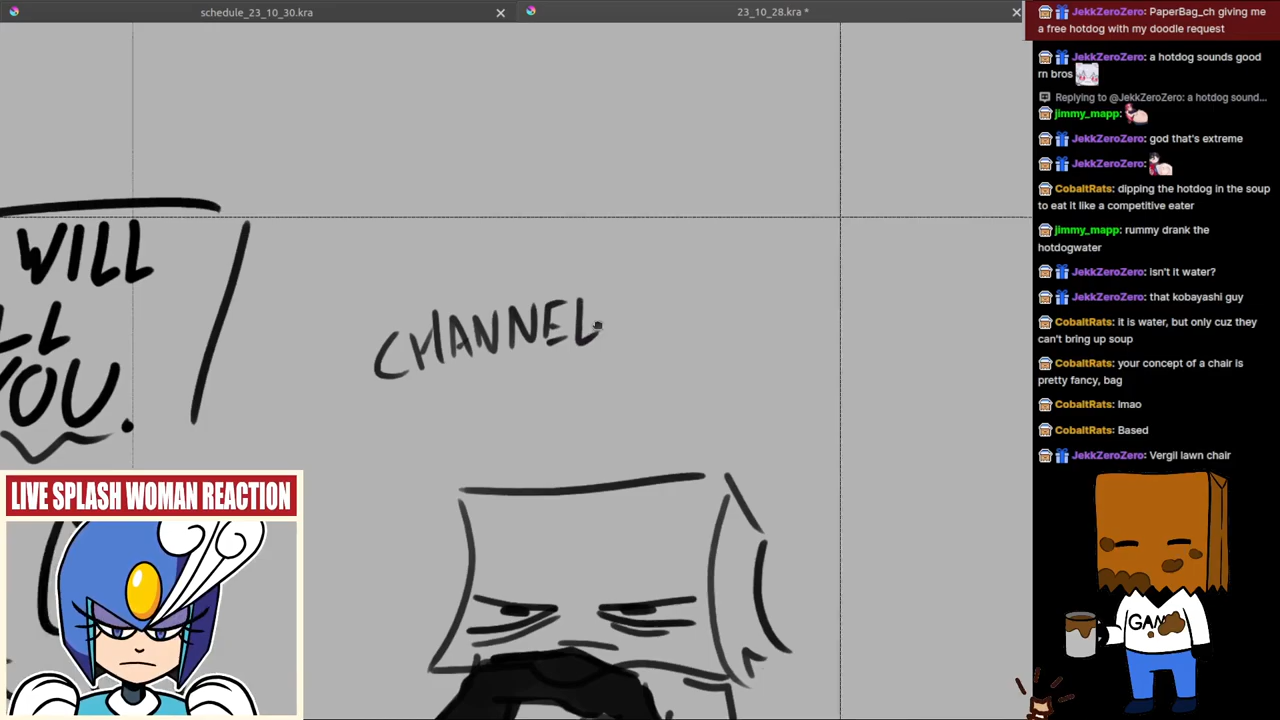 schedule_23_10_30.kra
23_10_28.kra *
WILL
LL
YOU.
CHANNEL
LIVE SPLASH WOMAN REACTION
JekkZeroZero: PaperBag_ch giving me
a free hotdog with my doodle request
JekkZeroZero: a hotdog sounds good
rn bros
Replying to @JekkZeroZero: a hotdog sound...
jimmy_mapp:
JekkZeroZero: god that's extreme
JekkZeroZero:
CobaltRats: dipping the hotdog in the soup
to eat it like a competitive eater
jimmy_mapp: rummy drank the
hotdogwater
JekkZeroZero: isn't it water?
JekkZeroZero: that kobayashi guy
CobaltRats: it is water, but only cuz they
can't bring up soup
CobaltRats: your concept of a chair is
pretty fancy, bag
CobaltRats: lmao
CobaltRats: Based
JekkZeroZero: Vergil lawn chair